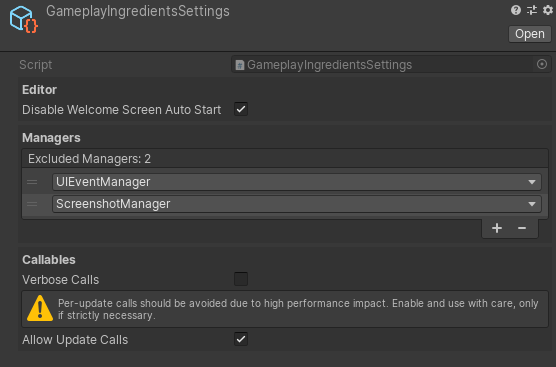 GameplayIngredientsSettings
Open
Script GameplayIngredientsSettings
Editor
Disable Welcome Screen Auto Start
Managers
Excluded Managers: 2
UIEventManager
ScreenshotManager
Callables
Verbose Calls
Per-update calls should be avoided due to high performance impact. Enable and use with care, only
if strictly necessary.
Allow Update Calls